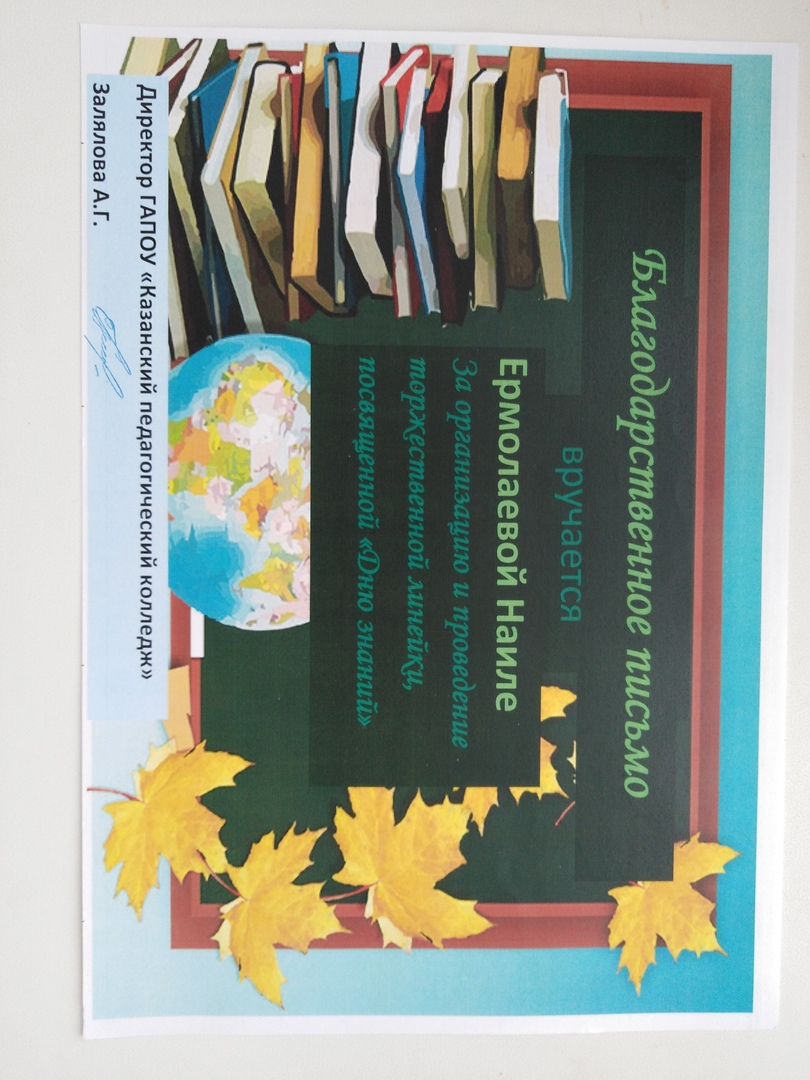 Благодарственное письмо
вручается
Ермолаевой Наиле
За организацию и проведение
торжественной линейки,
посвященной «Дню знаний»
Директор ГАПОУ «Казанский педагогический колледж»
Залялова А.Г.